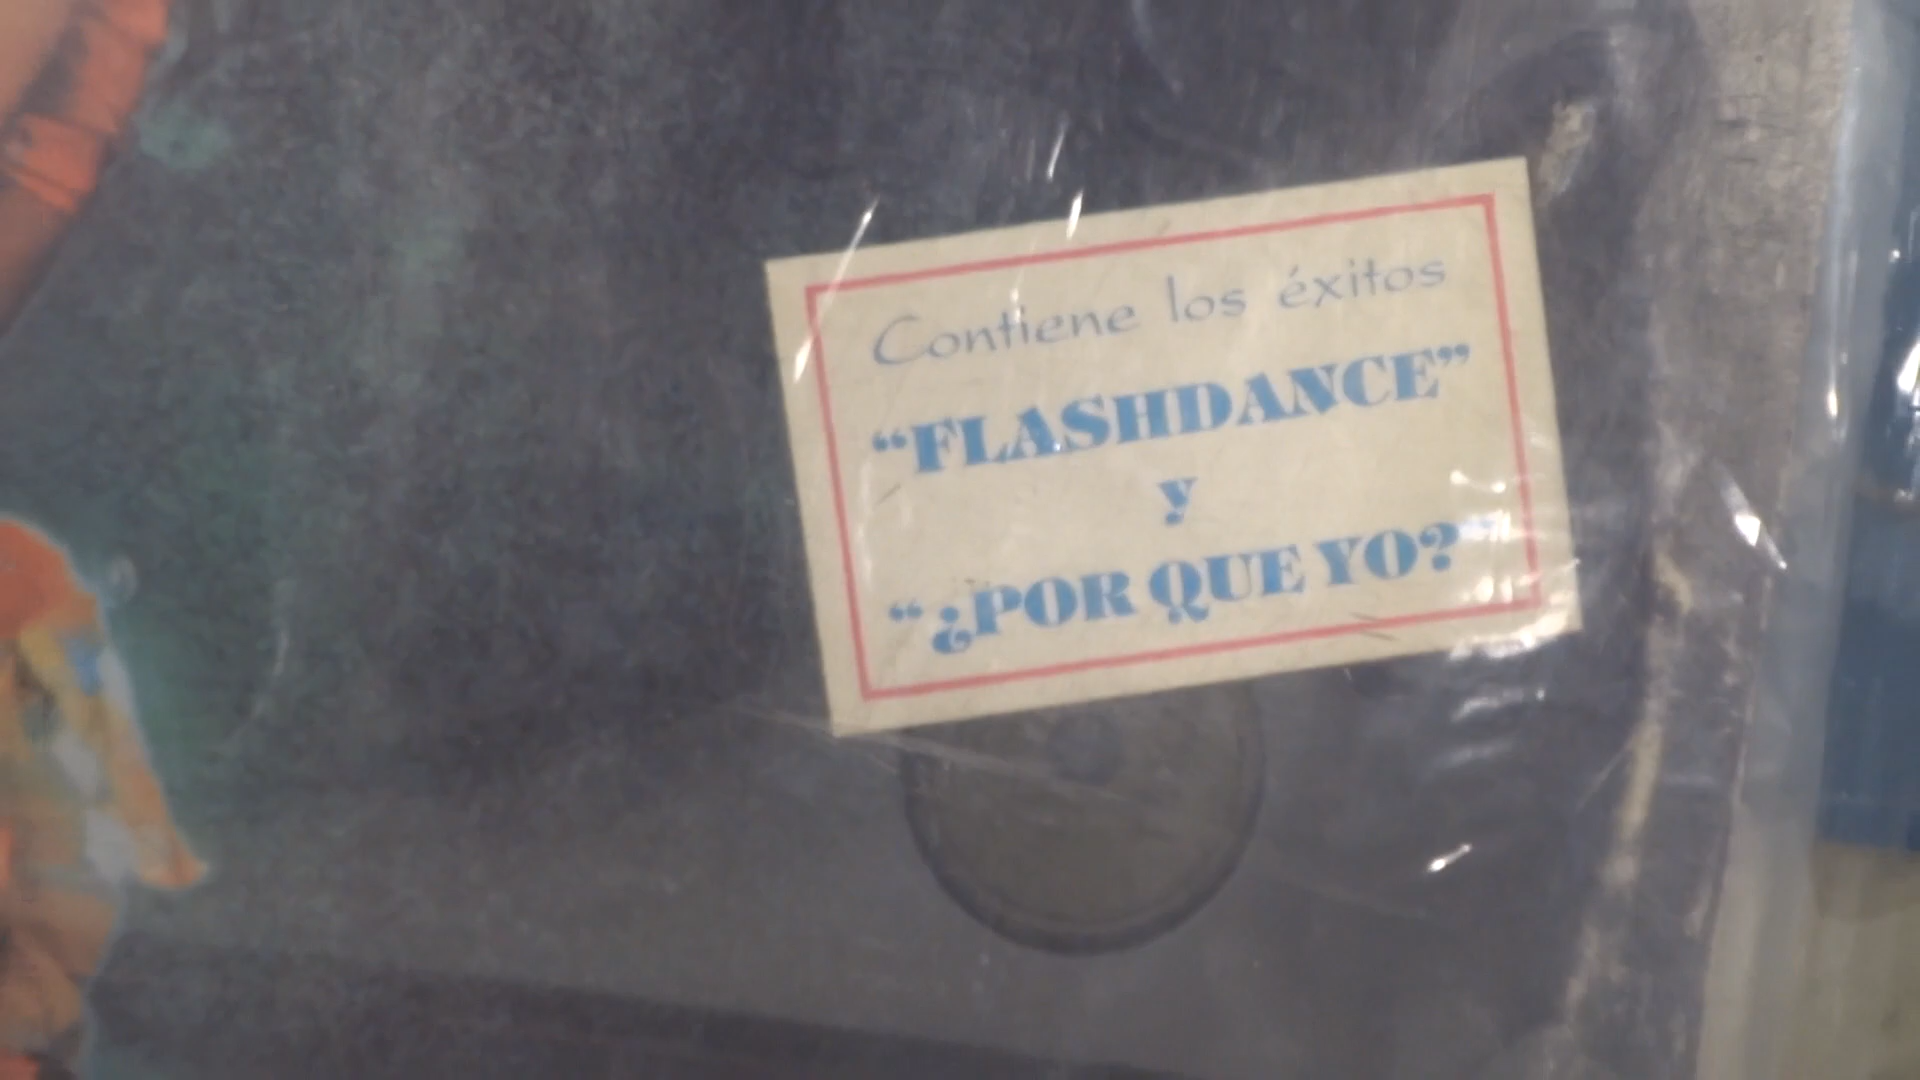 Contiene los éxitos
“FLASHDANCE”
y
“¿POR QUE YO?”